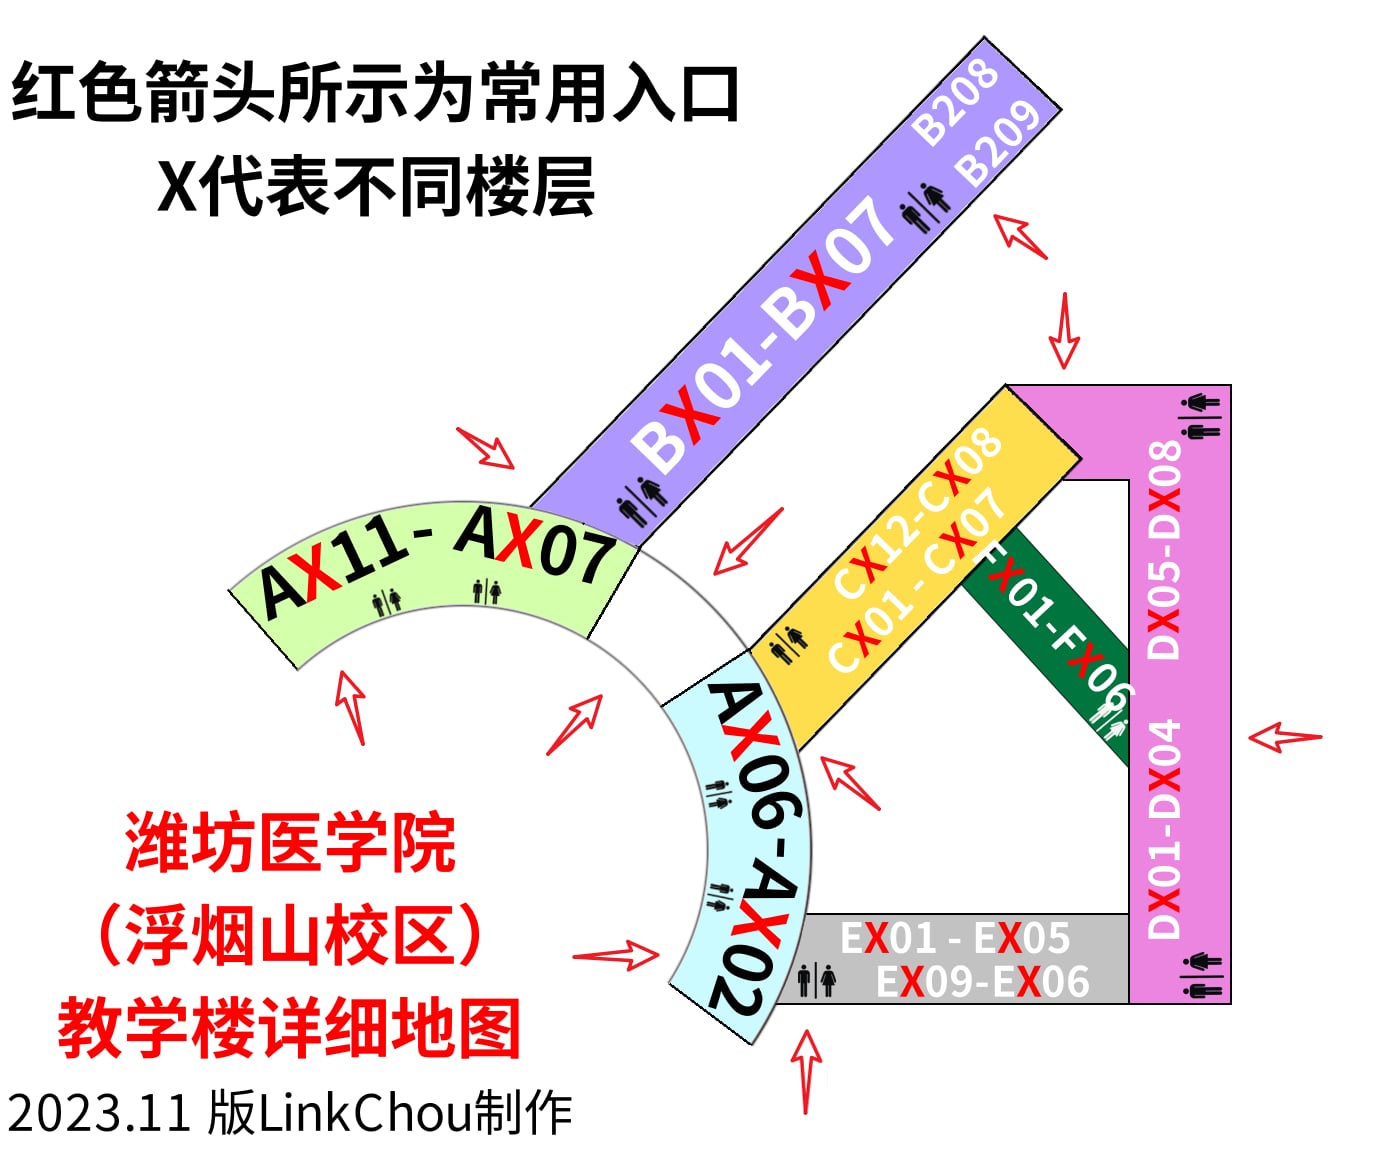 红色箭头所示为常用入口
X代表不同楼层
B208
B209
BX01-BX07
AX11- AX07
CX12-CX08
CX01 - CX07
FX01-FX06
DX05-DX08
DX01-DX04
AX06-AX02
EX01 - EX05
EX09-EX06
潍坊医学院
（浮烟山校区）
教学楼详细地图
2023.11 版LinkChou制作